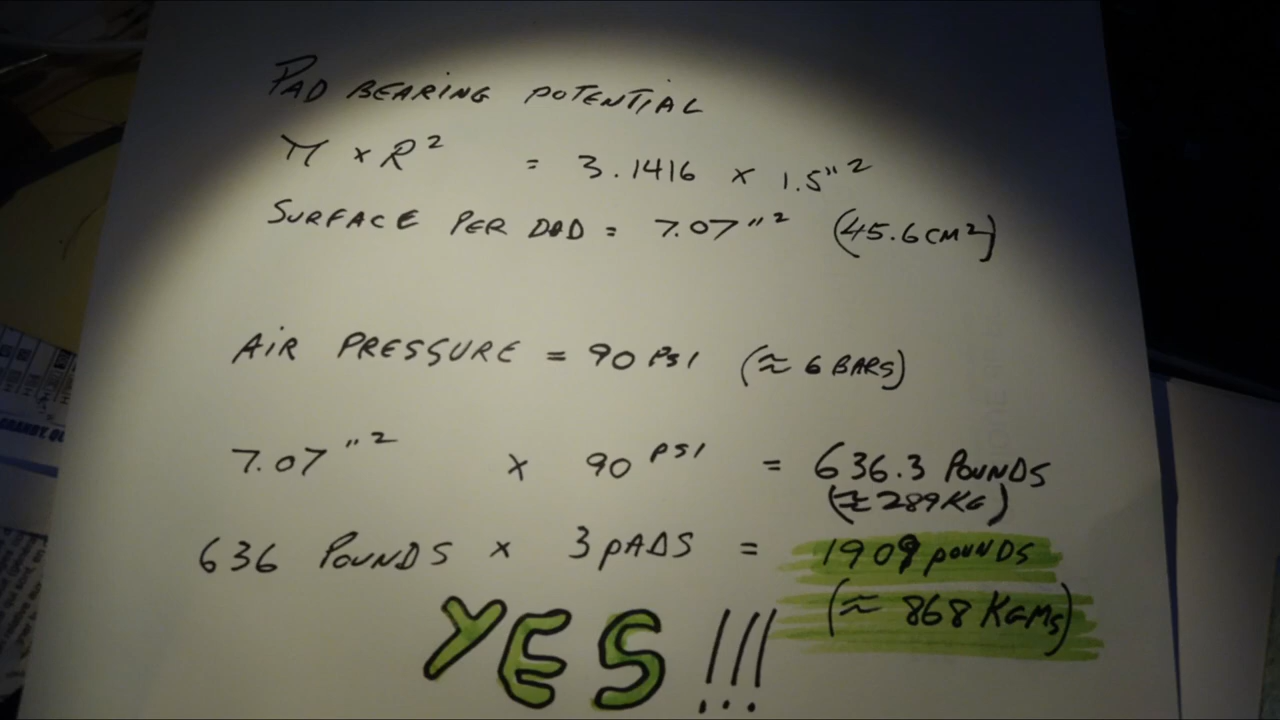 PAD BEARING POTENTIAL
π × R² = 3.1416 × 1.5"²
SURFACE PER PAD = 7.07"² (45.6 CM²)
AIR PRESSURE = 90 PSI (≈ 6 BARS)
7.07"² × 90 PSI = 636.3 POUNDS
(≈ 289 KG)
636 POUNDS × 3 PADS = 1909 POUNDS
(≈ 868 KGMS)
YES !!!